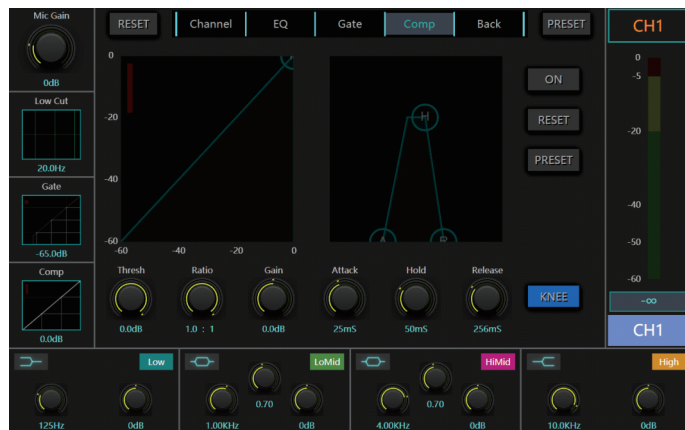 Mic Gain
0dB
Low Cut
20.0Hz
Gate
-65.0dB
Comp
0.0dB
RESET
Channel EQ Gate Comp Back
PRESET
CH1
0
-20
-40
-60
-60 -40 -20 0
H
A R
ON
RESET
PRESET
KNEE
Thresh Ratio Gain Attack Hold Release
0.0dB 1.0 : 1 0.0dB 25mS 50mS 256mS
0
-5
-20
-40
-50
-60
-∞
CH1
Low
125Hz 0dB
LoMid
0.70
1.00KHz 0dB
HiMid
0.70
4.00KHz 0dB
High
10.0KHz 0dB